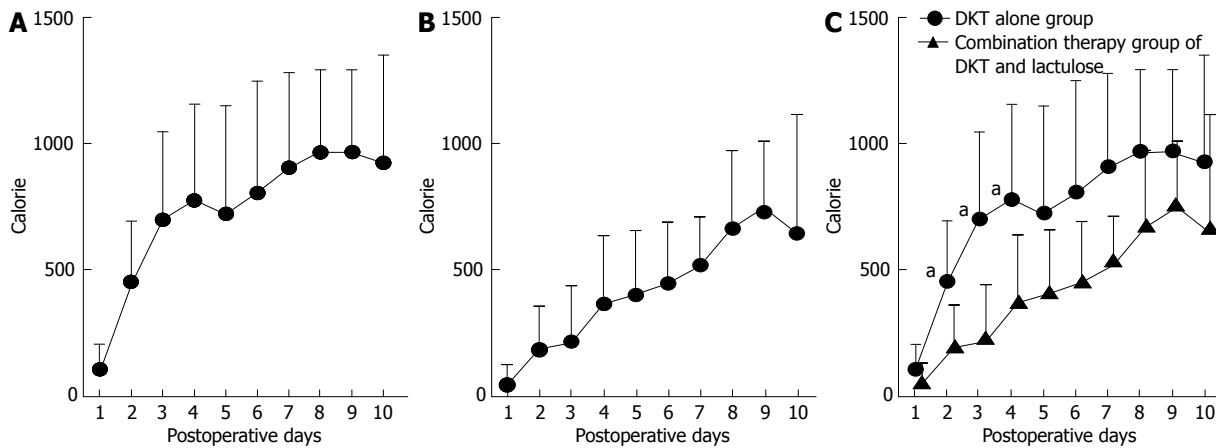 A
1500
1000
500
0
Calorie
1 2 3 4 5 6 7 8 9 10
Postoperative days
B
1500
1000
500
0
Calorie
1 2 3 4 5 6 7 8 9 10
Postoperative days
C
1500
1000
500
0
Calorie
DKT alone group
Combination therapy group of
DKT and lactulose
a
a
a
1 2 3 4 5 6 7 8 9 10
Postoperative days